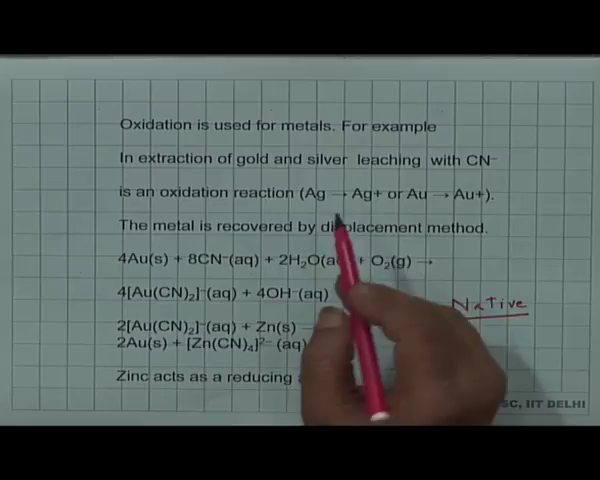 Oxidation is used for metals. For example
In extraction of gold and silver leaching with CN⁻
is an oxidation reaction (Ag → Ag+ or Au → Au+).
The metal is recovered by displacement method.
4Au(s) + 8CN⁻(aq) + 2H₂O(a + O₂(g) →
4[Au(CN)₂]⁻(aq) + 4OH⁻(aq)
Native
2[Au(CN)₂]⁻(aq) + Zn(s)
2Au(s) + [Zn(CN)₄]²⁻ (aq)
Zinc acts as a reducing
SC, IIT DELHI